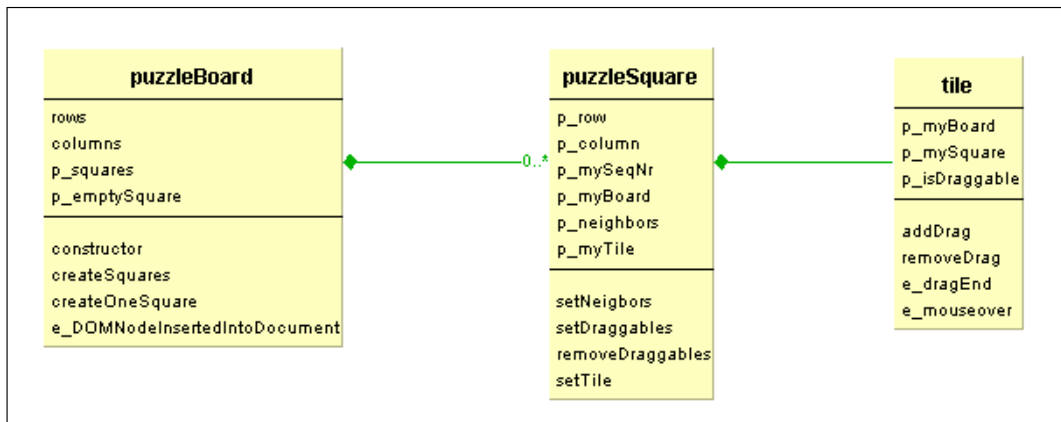 puzzleBoard
rows
columns
p_squares
p_emptySquare
constructor
createSquares
createOneSquare
e_DOMNodeInsertedIntoDocument
0..*
puzzleSquare
p_row
p_column
p_mySeqNr
p_myBoard
p_neighbors
p_myTile
setNeigbors
setDraggables
removeDraggables
setTile
tile
p_myBoard
p_mySquare
p_isDraggable
addDrag
removeDrag
e_dragEnd
e_mouseover